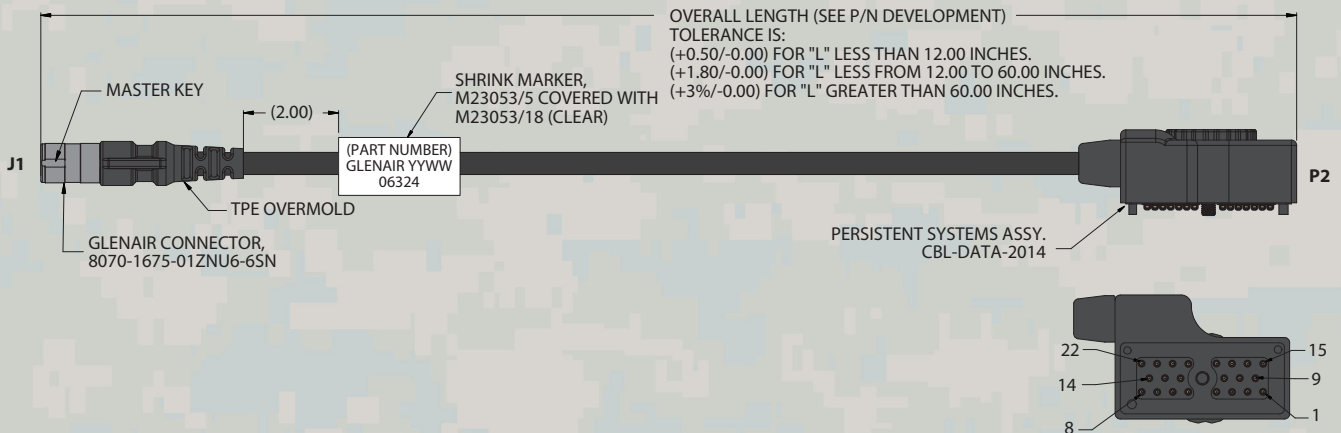 OVERALL LENGTH (SEE P/N DEVELOPMENT)
TOLERANCE IS:
(+0.50/-0.00) FOR "L" LESS THAN 12.00 INCHES.
(+1.80/-0.00) FOR "L" LESS FROM 12.00 TO 60.00 INCHES.
(+3%/-0.00) FOR "L" GREATER THAN 60.00 INCHES.
MASTER KEY
(2.00)
SHRINK MARKER,
M23053/5 COVERED WITH
M23053/18 (CLEAR)
(PART NUMBER)
GLENAIR YYWW
06324
J1
P2
TPE OVERMOLD
GLENAIR CONNECTOR,
8070-1675-01ZNU6-6SN
PERSISTENT SYSTEMS ASSY.
CBL-DATA-2014
22
15
14
9
8
1